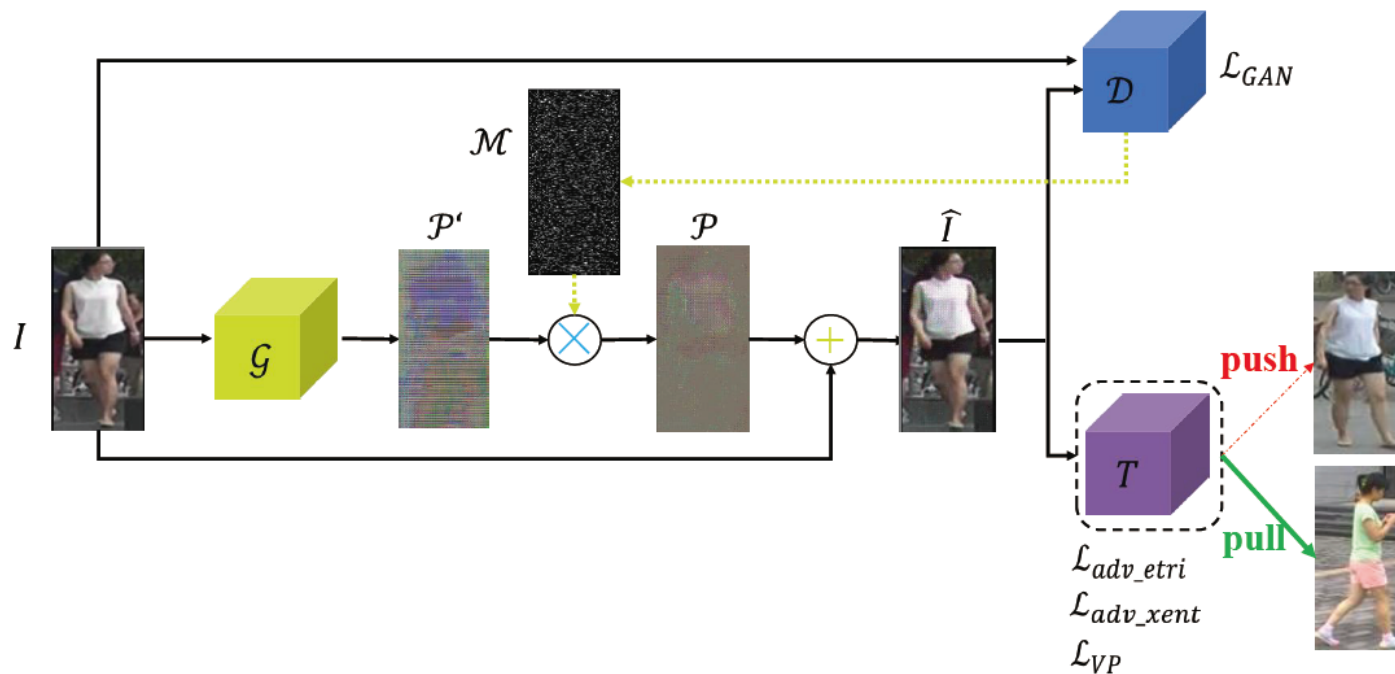 𝒟
ℒ_GAN
ℳ
𝒫‘
𝒫
Î
I
𝒢
×
+
push
T
pull
ℒ_adv_etri
ℒ_adv_xent
ℒ_VP